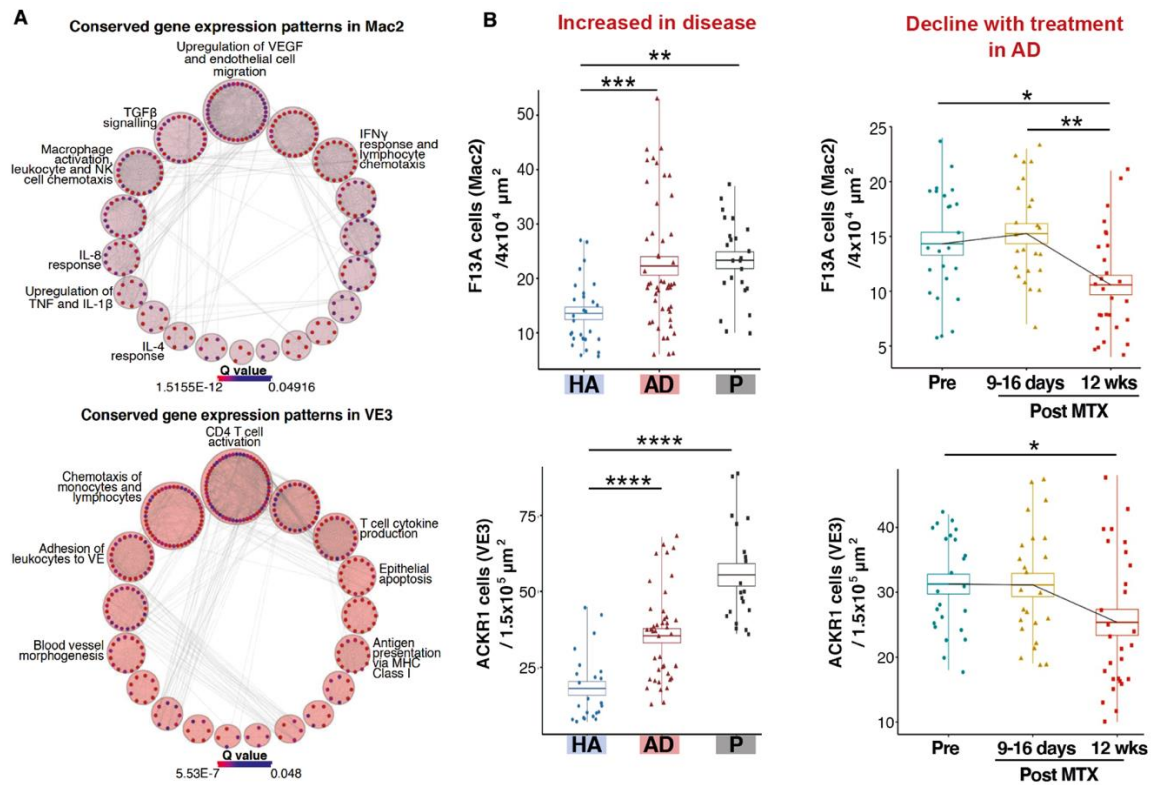 A
Conserved gene expression patterns in Mac2
Upregulation of VEGF
and endothelial cell
migration
TGFβ
signalling
IFNγ
response and
lymphocyte
chemotaxis
Macrophage
activation,
leukocyte and NK
cell chemotaxis
IL-8
response
Upregulation of
TNF and IL-1β
IL-4
response
Q value
1.5155E-12
0.04916
Conserved gene expression patterns in VE3
CD4 T cell
activation
Chemotaxis of
monocytes and
lymphocytes
T cell cytokine
production
Adhesion of
leukocytes to VE
Epithelial
apoptosis
Blood vessel
morphogenesis
Antigen
presentation
via MHC
Class I
Q value
5.53E-7
0.048
B
Increased in disease
**
***
F13A cells (Mac2)
/4x10⁴ µm²
50
40
30
20
10
HA
AD
P
Decline with treatment
in AD
*
**
F13A cells (Mac2)
/4x10⁴ µm²
25
20
15
10
5
Pre
9-16 days
12 wks
Post MTX
****
****
ACKR1 cells (VE3)
/ 1.5x10⁵ µm²
75
50
25
HA
AD
P
*
ACKR1 cells (VE3)
/ 1.5x10⁵ µm²
40
30
20
10
Pre
9-16 days
12 wks
Post MTX